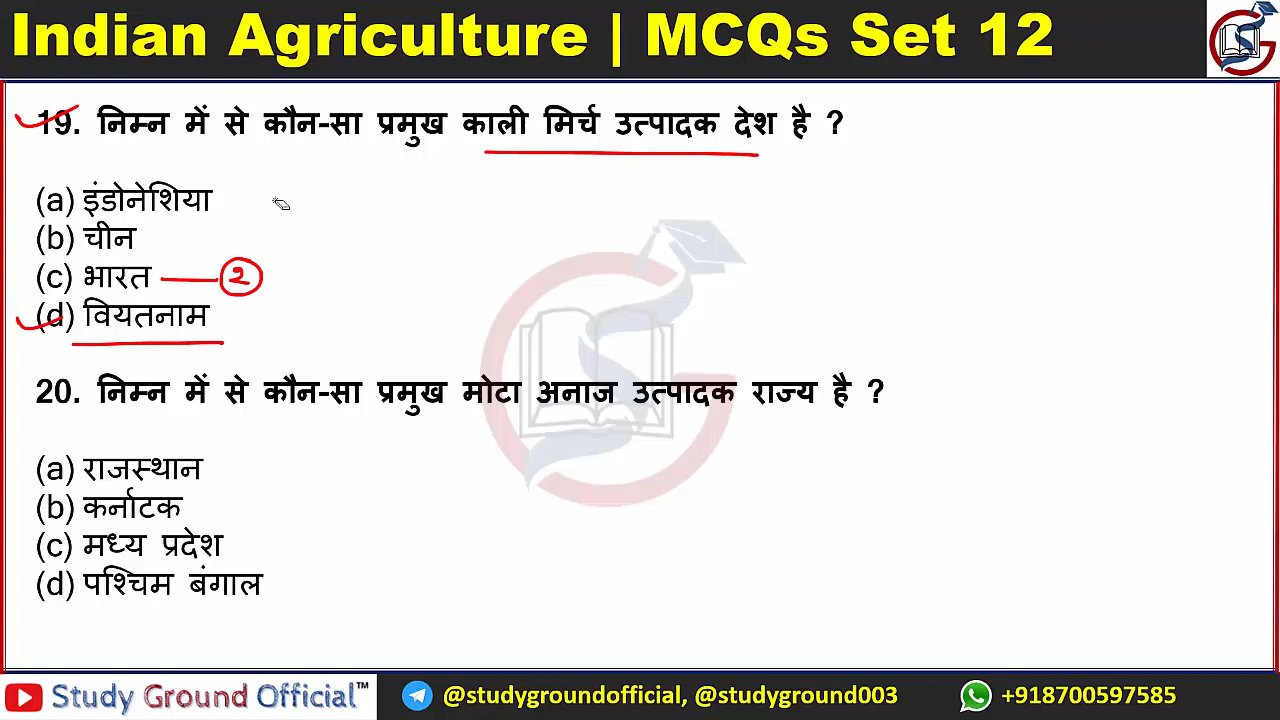 Indian Agriculture | MCQs Set 12
19. निम्न में से कौन-सा प्रमुख काली मिर्च उत्पादक देश है ?
(a) इंडोनेशिया
(b) चीन
(c) भारत — 2
(d) वियतनाम
20. निम्न में से कौन-सा प्रमुख मोटा अनाज उत्पादक राज्य है ?
(a) राजस्थान
(b) कर्नाटक
(c) मध्य प्रदेश
(d) पश्चिम बंगाल
Study Ground Official™ @studygroundofficial, @studyground003 +918700597585